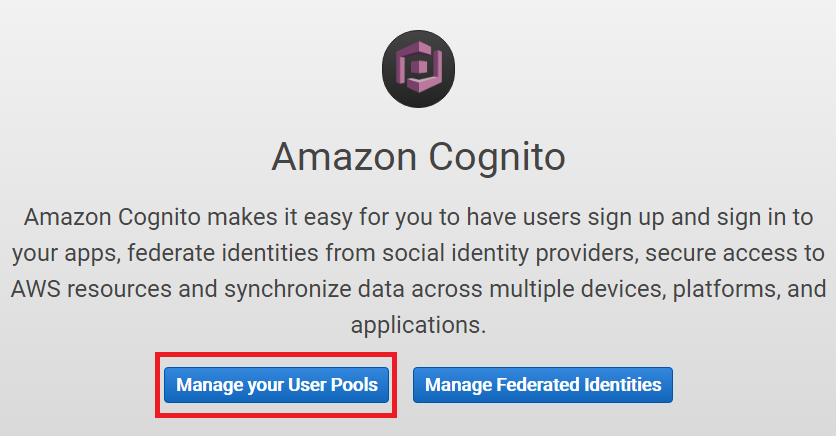 Amazon Cognito
Amazon Cognito makes it easy for you to have users sign up and sign in to
your apps, federate identities from social identity providers, secure access to
AWS resources and synchronize data across multiple devices, platforms, and
applications.
Manage your User Pools
Manage Federated Identities